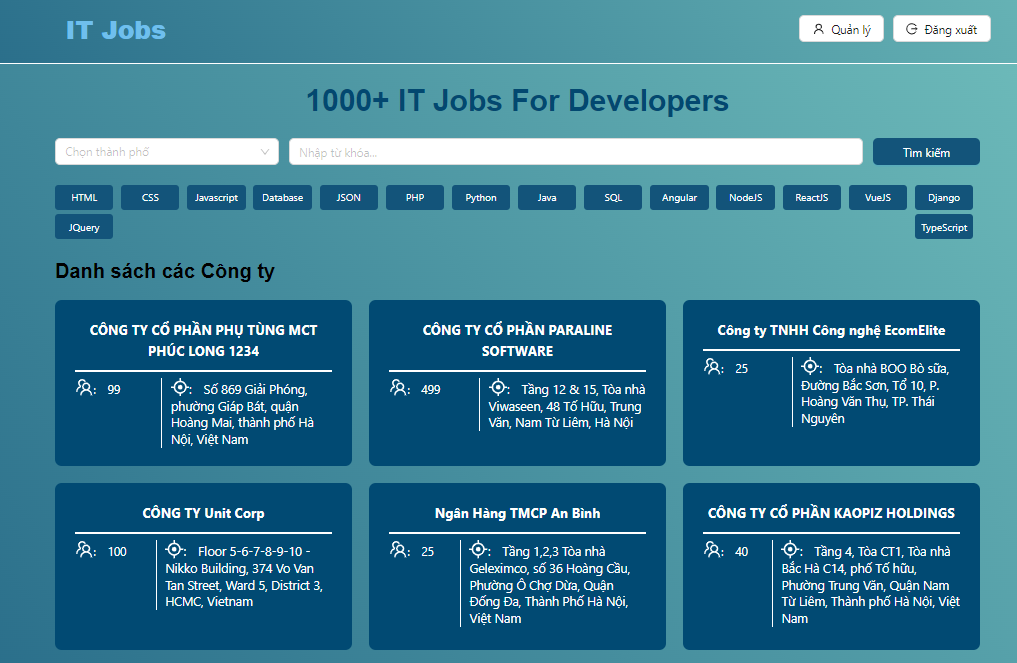 IT Jobs
Quản lý
Đăng xuất
1000+ IT Jobs For Developers
Chọn thành phố
Nhập từ khóa...
Tìm kiếm
HTML
CSS
Javascript
Database
JSON
PHP
Python
Java
SQL
Angular
NodeJS
ReactJS
VueJS
Django
JQuery
TypeScript
Danh sách các Công ty
CÔNG TY CỔ PHẦN PHỤ TÙNG MCT
PHÚC LONG 1234
: 99
: Số 869 Giải Phóng,
phường Giáp Bát, quận
Hoàng Mai, thành phố Hà
Nội, Việt Nam
CÔNG TY CỔ PHẦN PARALINE
SOFTWARE
: 499
: Tầng 12 & 15, Tòa nhà
Viwaseen, 48 Tố Hữu, Trung
Văn, Nam Từ Liêm, Hà Nội
Công ty TNHH Công nghệ EcomElite
: 25
: Tòa nhà BOO Bò sữa,
Đường Bắc Sơn, Tổ 10, P.
Hoàng Văn Thụ, TP. Thái
Nguyên
CÔNG TY Unit Corp
: 100
: Floor 5-6-7-8-9-10 -
Nikko Building, 374 Vo Van
Tan Street, Ward 5, District 3,
HCMC, Vietnam
Ngân Hàng TMCP An Bình
: 25
: Tầng 1,2,3 Tòa nhà
Geleximco, số 36 Hoàng Cầu,
Phường Ô Chợ Dừa, Quận
Đống Đa, Thành Phố Hà Nội,
Việt Nam
CÔNG TY CỔ PHẦN KAOPIZ HOLDINGS
: 40
: Tầng 4, Tòa CT1, Tòa nhà
Bắc Hà C14, phố Tố hữu,
Phường Trung Văn, Quận Nam
Từ Liêm, Thành phố Hà Nội, Việt
Nam